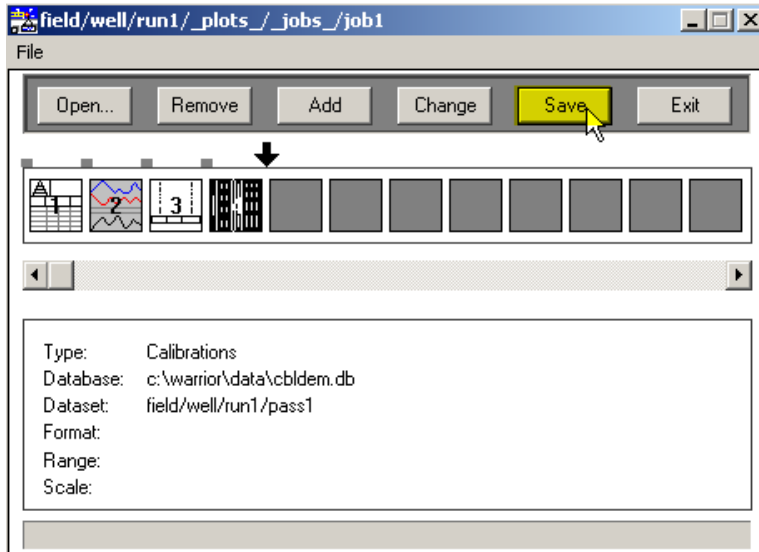 field/well/run1/_plots_/_jobs_/job1
File
Open... Remove Add Change Save Exit
1 2 3
Type: Calibrations
Database: c:\warrior\data\cbldem.db
Dataset: field/well/run1/pass1
Format:
Range:
Scale: